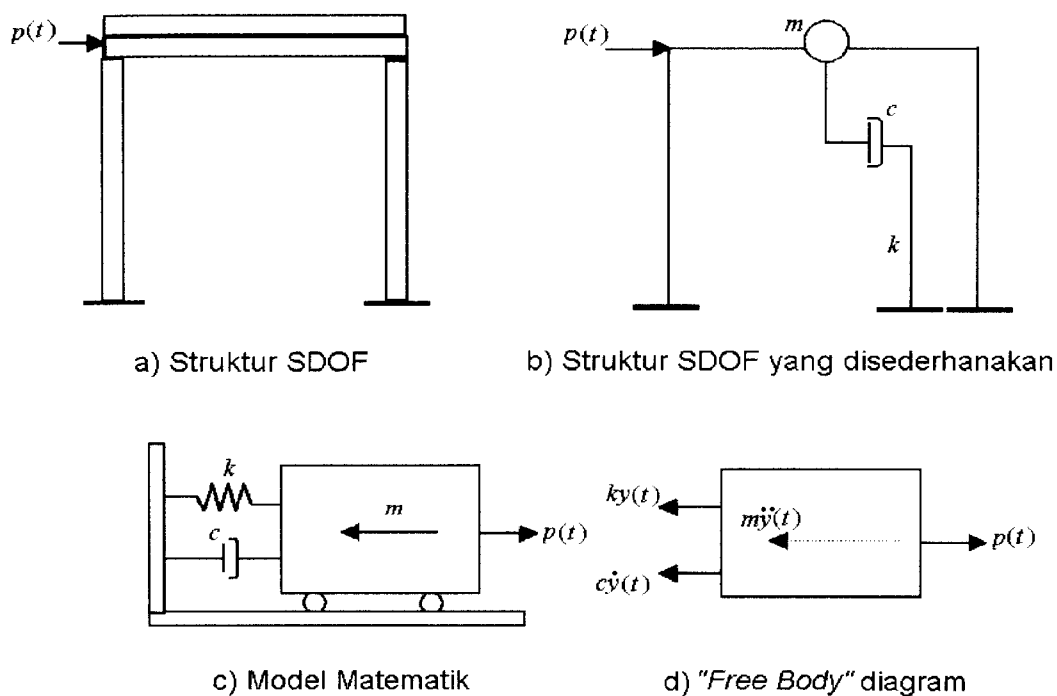 p(t)
p(t)
m
c
k
a) Struktur SDOF
b) Struktur SDOF yang disederhanakan
k
c
m
p(t)
ky(t)
mÿ(t)
cẏ(t)
p(t)
c) Model Matematik
d) "Free Body" diagram